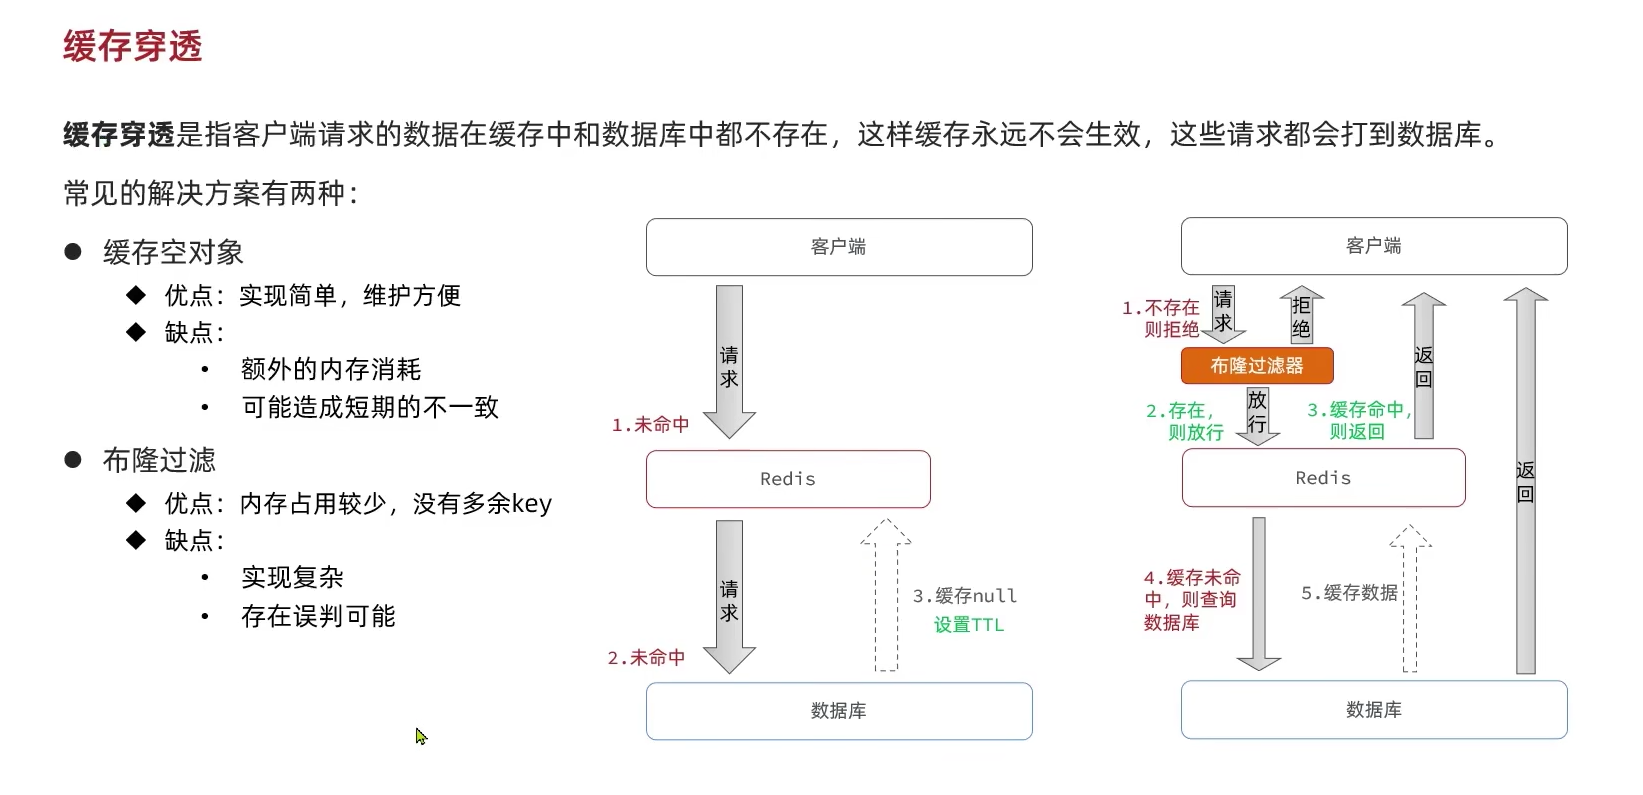 缓存穿透
缓存穿透是指客户端请求的数据在缓存中和数据库中都不存在，这样缓存永远不会生效，这些请求都会打到数据库。
常见的解决方案有两种：
● 缓存空对象
◆ 优点：实现简单，维护方便
◆ 缺点：
• 额外的内存消耗
• 可能造成短期的不一致
● 布隆过滤
◆ 优点：内存占用较少，没有多余key
◆ 缺点：
• 实现复杂
• 存在误判可能
客户端
请求
1.未命中
Redis
请求
2.未命中
3.缓存null
设置TTL
数据库
客户端
1.不存在
则拒绝
请求
拒绝
布隆过滤器
2.存在，
则放行
放行
3.缓存命中，
则返回
返回
Redis
返回
4.缓存未命
中，则查询
数据库
5.缓存数据
数据库